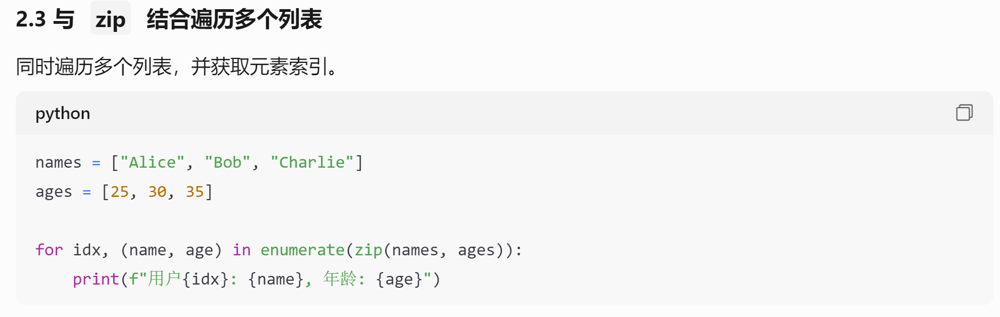 2.3 与 zip 结合遍历多个列表
同时遍历多个列表，并获取元素索引。
python
names = ["Alice", "Bob", "Charlie"]
ages = [25, 30, 35]
for idx, (name, age) in enumerate(zip(names, ages)):
    print(f"用户{idx}: {name}, 年龄: {age}")